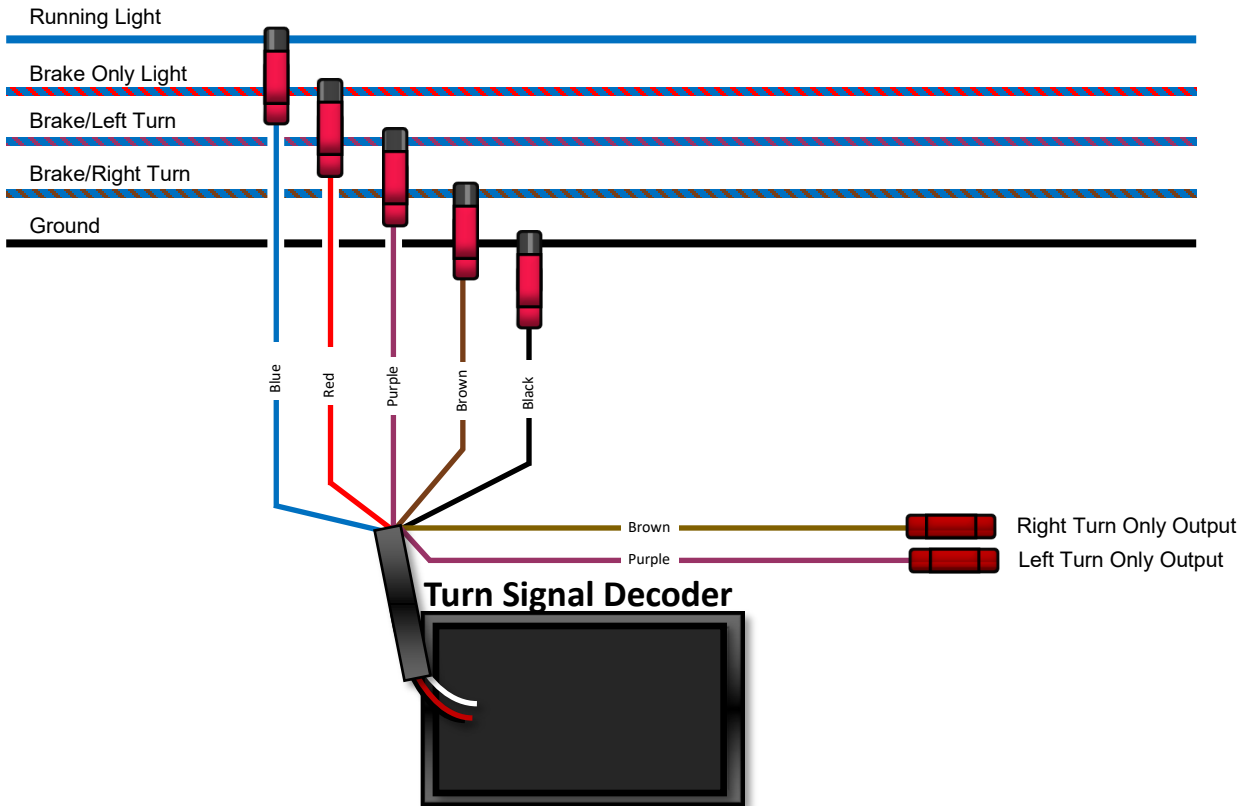 Running Light
Brake Only Light
Brake/Left Turn
Brake/Right Turn
Ground
Blue
Red
Purple
Brown
Black
Brown
Right Turn Only Output
Purple
Left Turn Only Output
Turn Signal Decoder